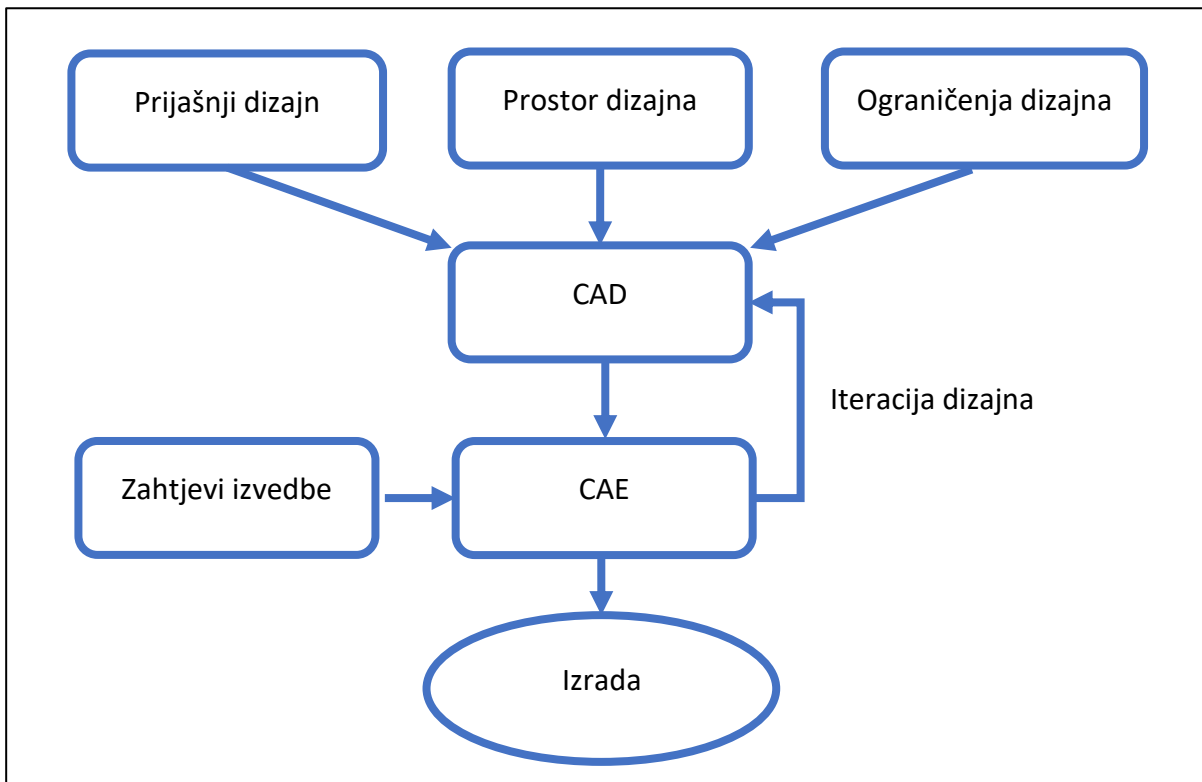 Prijašnji dizajn
Prostor dizajna
Ograničenja dizajna
CAD
Iteracija dizajna
Zahtjevi izvedbe
CAE
Izrada